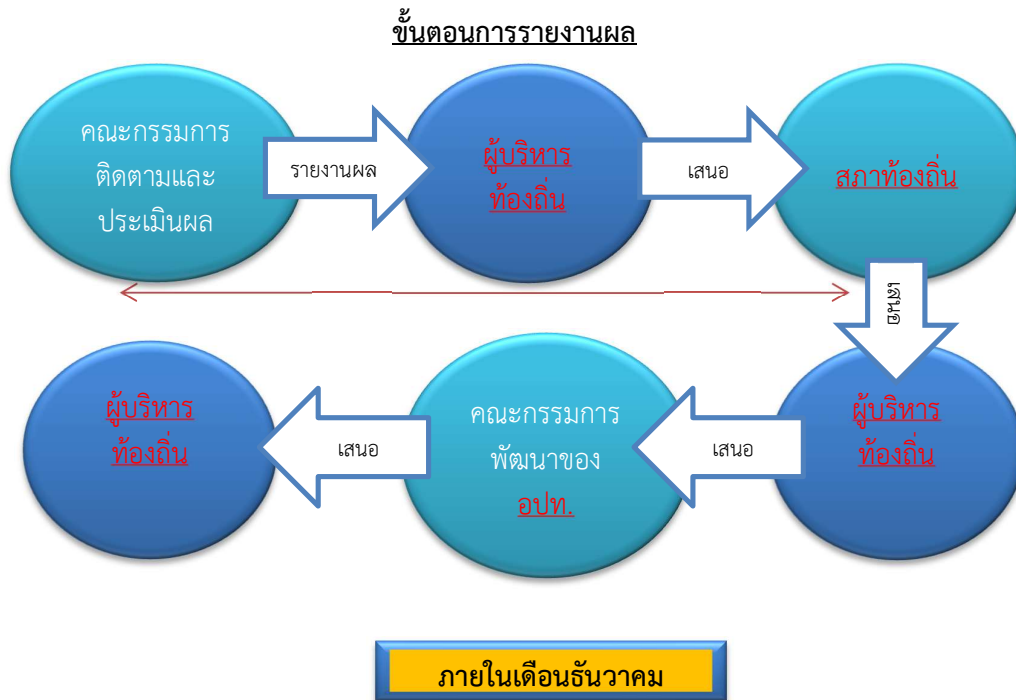 ขั้นตอนการรายงานผล
คณะกรรมการ
ติดตามและ
ประเมินผล
รายงานผล
ผู้บริหาร
ท้องถิ่น
เสนอ
สภาท้องถิ่น
เสนอ
ผู้บริหาร
ท้องถิ่น
เสนอ
คณะกรรมการ
พัฒนาของ
อปท.
เสนอ
ผู้บริหาร
ท้องถิ่น
ภายในเดือนธันวาคม